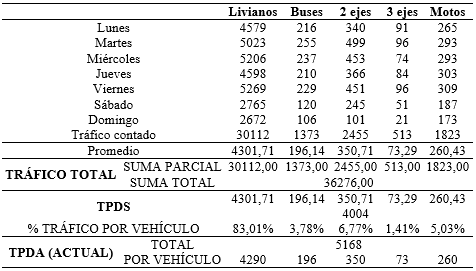 Livianos Buses 2 ejes 3 ejes Motos
Lunes 4579 216 340 91 265
Martes 5023 255 499 96 293
Miércoles 5206 237 453 74 293
Jueves 4598 210 366 84 303
Viernes 5269 229 451 96 309
Sábado 2765 120 245 51 187
Domingo 2672 106 101 21 173
Tráfico contado 30112 1373 2455 513 1823
Promedio 4301,71 196,14 350,71 73,29 260,43
TRÁFICO TOTAL SUMA PARCIAL 30112,00 1373,00 2455,00 513,00 1823,00
SUMA TOTAL 36276,00
TPDS 4301,71 196,14 350,71 73,29 260,43
4004
% TRÁFICO POR VEHÍCULO 83,01% 3,78% 6,77% 1,41% 5,03%
TPDA (ACTUAL) TOTAL 5168
POR VEHÍCULO 4290 196 350 73 260